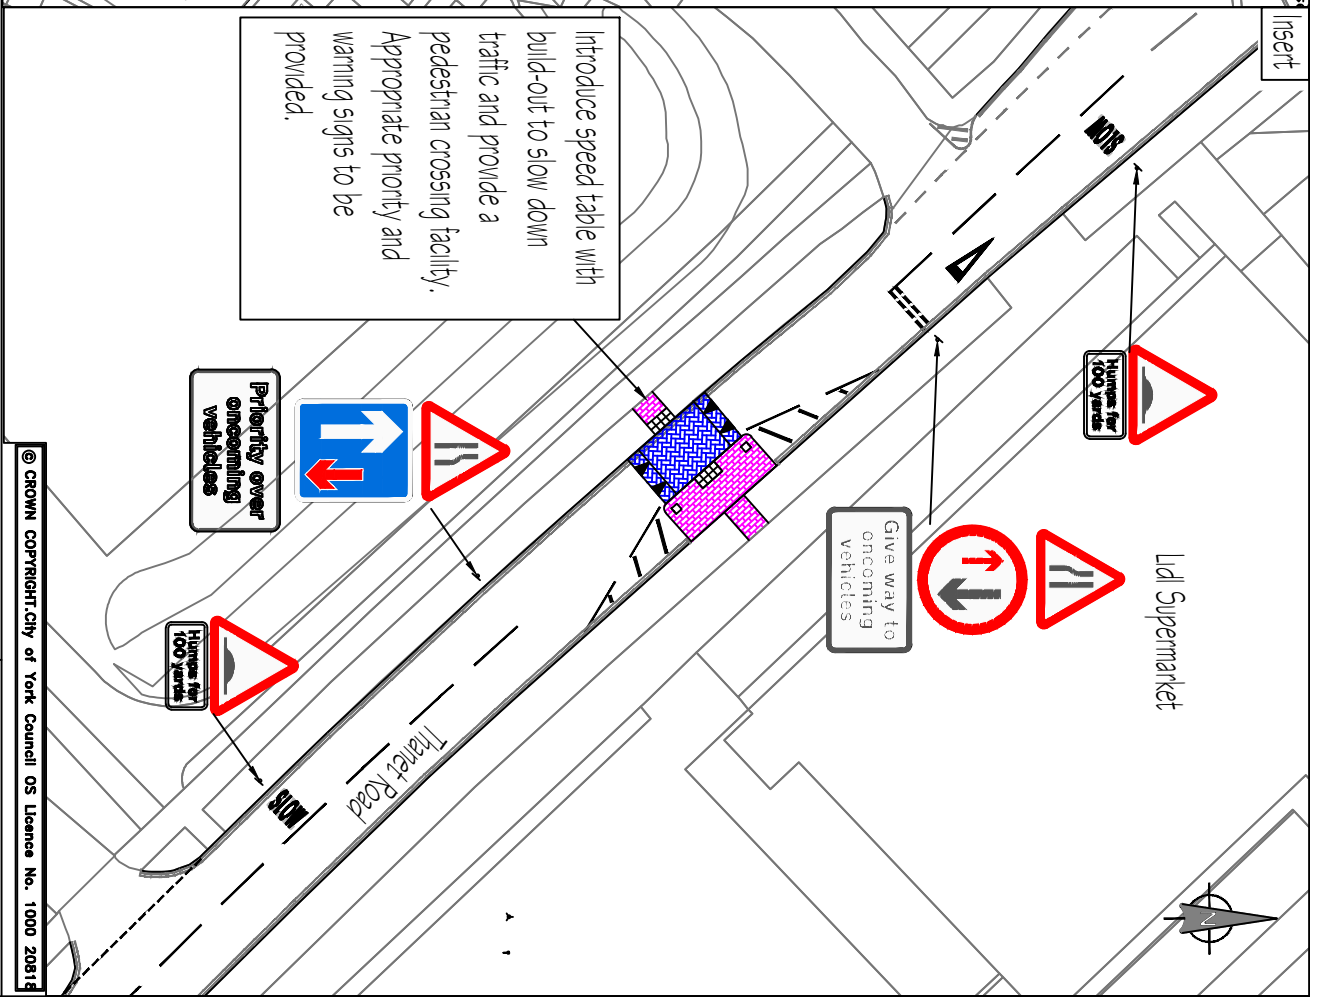 Insert
SLOW
Humps for
100 yards
Introduce speed table with
build-out to slow down
traffic and provide a
pedestrian crossing facility.
Appropriate priority and
warning signs to be
provided.
Lidl Supermarket
Give way to
oncoming
vehicles
Priority over
oncoming
vehicles
Thanet Road
Humps for
100 yards
SLOW
N
© CROWN COPYRIGHT.City of York Council OS Licence No. 1000 20818